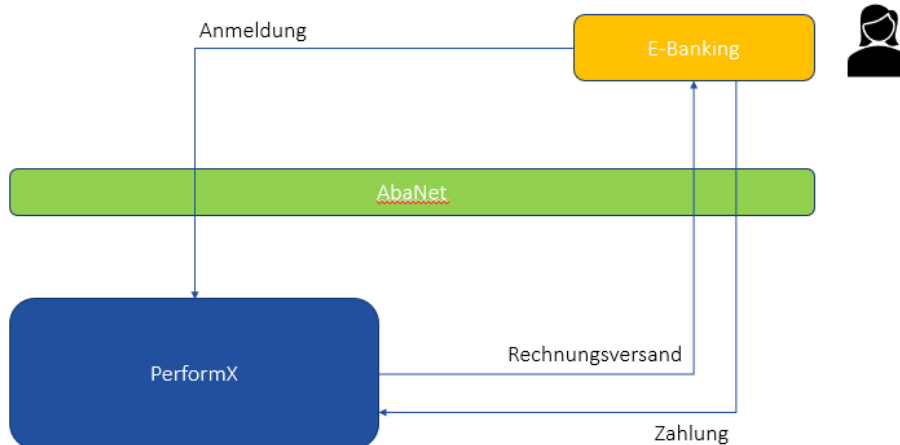 Anmeldung
E-Banking
AbaNet
Rechnungsversand
PerformX
Zahlung